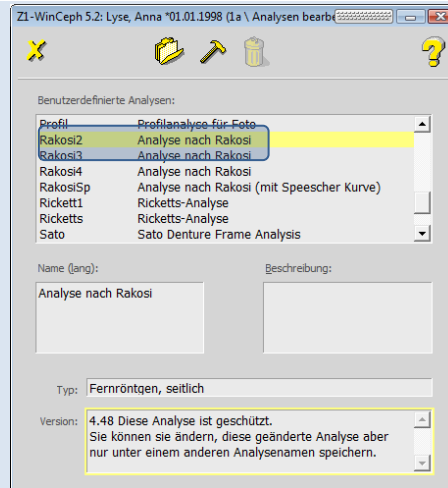 Z1-WinCeph 5.2: Lyse, Anna *01.01.1998 (1a \ Analysen bearbe
Benutzerdefinierte Analysen:
Profil Profilanalyse für Foto
Rakosi2 Analyse nach Rakosi
Rakosi3 Analyse nach Rakosi
Rakosi4 Analyse nach Rakosi
RakosiSp Analyse nach Rakosi (mit Speescher Kurve)
Rickett1 Ricketts-Analyse
Ricketts Ricketts-Analyse
Sato Sato Denture Frame Analysis
Name (lang): Beschreibung:
Analyse nach Rakosi
Typ: Fernröntgen, seitlich
Version: 4.48 Diese Analyse ist geschützt.
Sie können sie ändern, diese geänderte Analyse aber
nur unter einem anderen Analysenamen speichern.